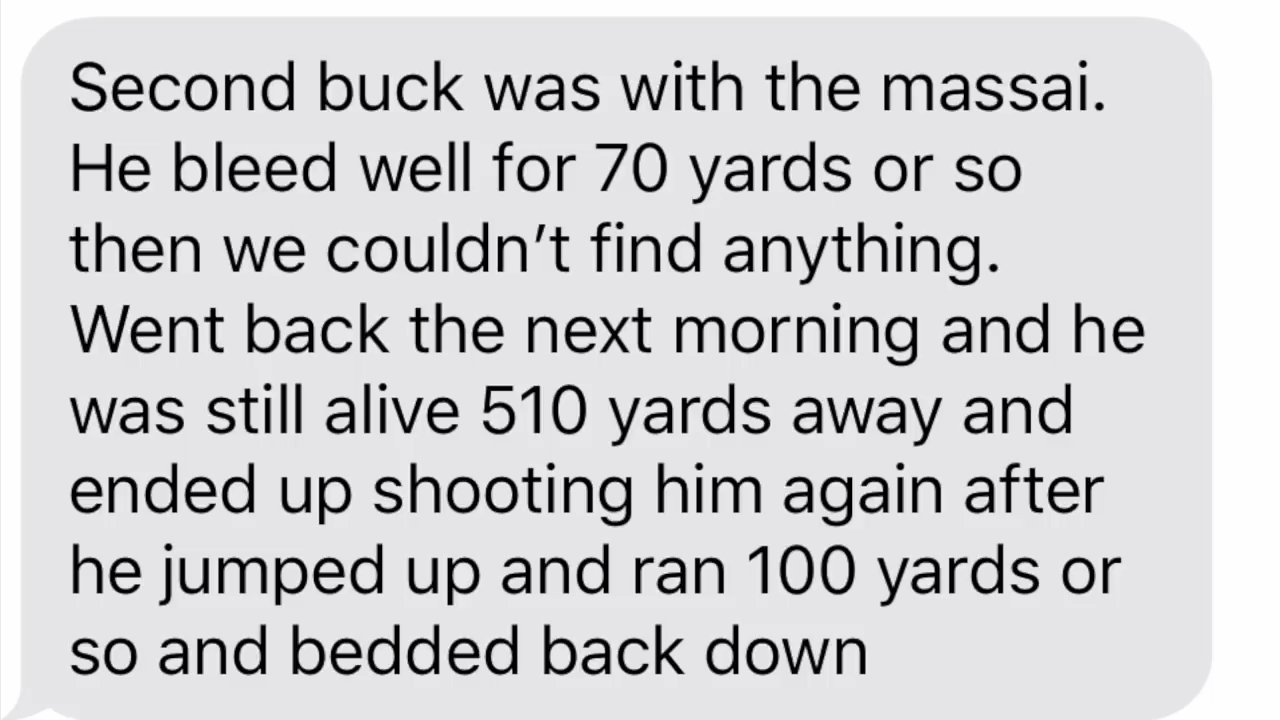 Second buck was with the massai.
He bleed well for 70 yards or so
then we couldn’t find anything.
Went back the next morning and he
was still alive 510 yards away and
ended up shooting him again after
he jumped up and ran 100 yards or
so and bedded back down